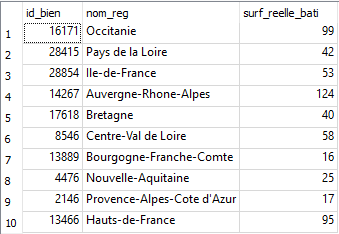 id_bien nom_reg surf_reelle_bati
1 16171 Occitanie 99
2 28415 Pays de la Loire 42
3 28854 Ile-de-France 53
4 14267 Auvergne-Rhone-Alpes 124
5 17618 Bretagne 40
6 8546 Centre-Val de Loire 58
7 13889 Bourgogne-Franche-Comte 16
8 4476 Nouvelle-Aquitaine 25
9 2146 Provence-Alpes-Cote d'Azur 17
10 13466 Hauts-de-France 95